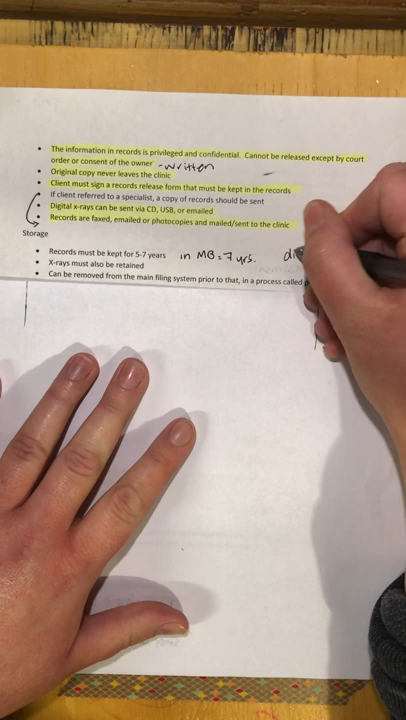 • The information in records is privileged and confidential. Cannot be released except by court
order or consent of the owner - written
• Original copy never leaves the clinic
• Client must sign a records release form that must be kept in the records
If client referred to a specialist, a copy of records should be sent
• Digital x-rays can be sent via CD, USB, or emailed
• Records are faxed, emailed or photocopies and mailed/sent to the clinic
Storage
• Records must be kept for 5-7 years in MB = 7 yrs. di
• X-rays must also be retained
• Can be removed from the main filing system prior to that, in a process called